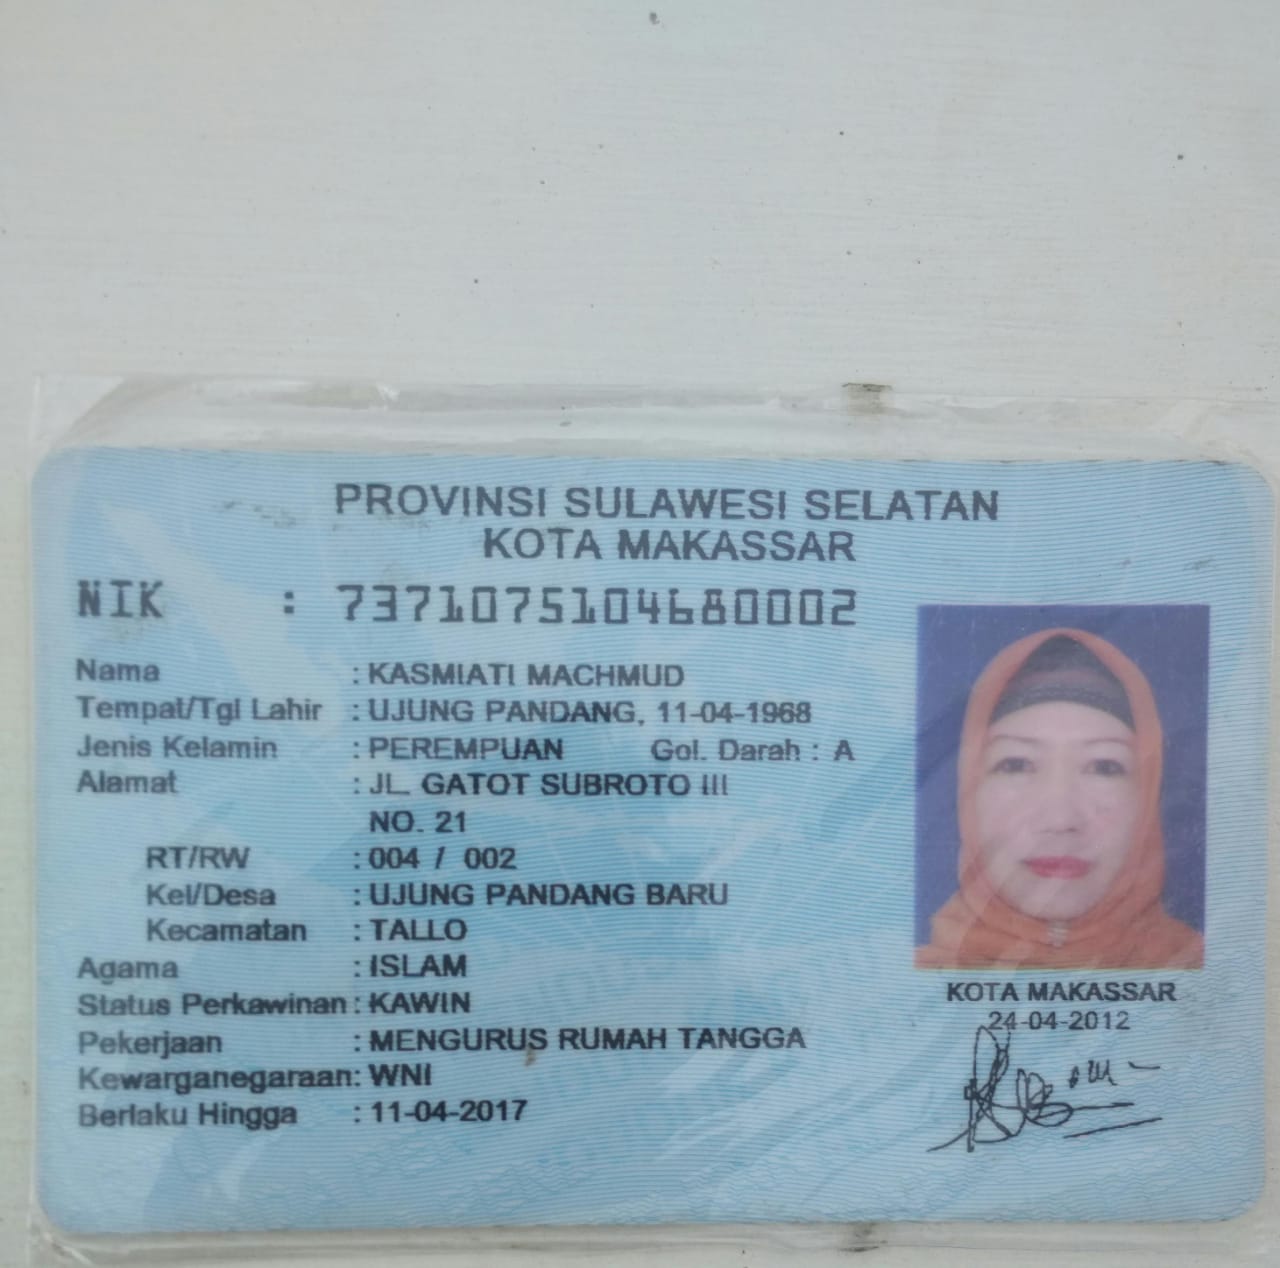 PROVINSI SULAWESI SELATAN
KOTA MAKASSAR
NIK : 7371075104680002
Nama : KASMIATI MACHMUD
Tempat/Tgl Lahir : UJUNG PANDANG, 11-04-1968
Jenis Kelamin : PEREMPUAN Gol. Darah : A
Alamat : JL. GATOT SUBROTO III
NO. 21
RT/RW : 004 / 002
Kel/Desa : UJUNG PANDANG BARU
Kecamatan : TALLO
Agama : ISLAM
Status Perkawinan : KAWIN
Pekerjaan : MENGURUS RUMAH TANGGA
Kewarganegaraan: WNI
Berlaku Hingga : 11-04-2017
KOTA MAKASSAR
24-04-2012